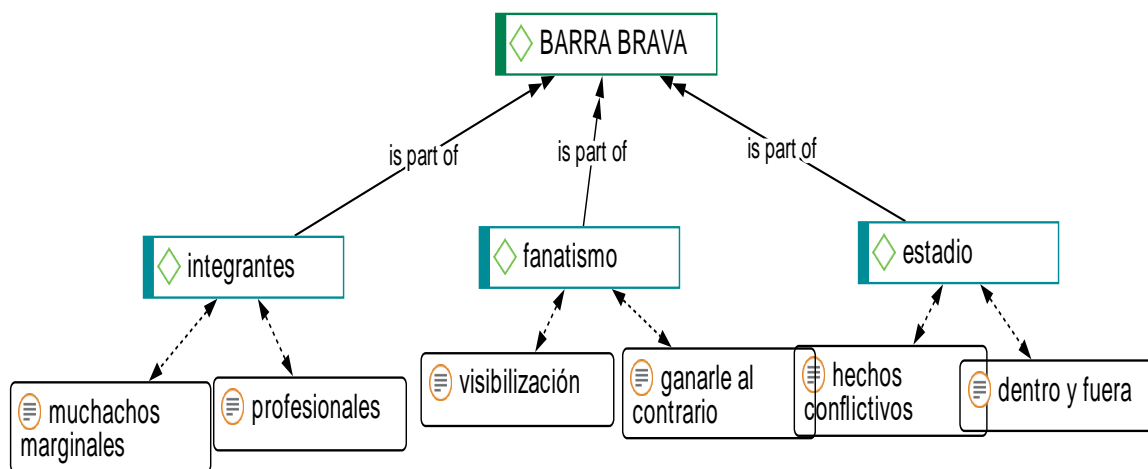 BARRA BRAVA
is part of
is part of
is part of
integrantes
fanatismo
estadio
muchachos
marginales
profesionales
visibilización
ganarle al
contrario
hechos
conflictivos
dentro y fuera